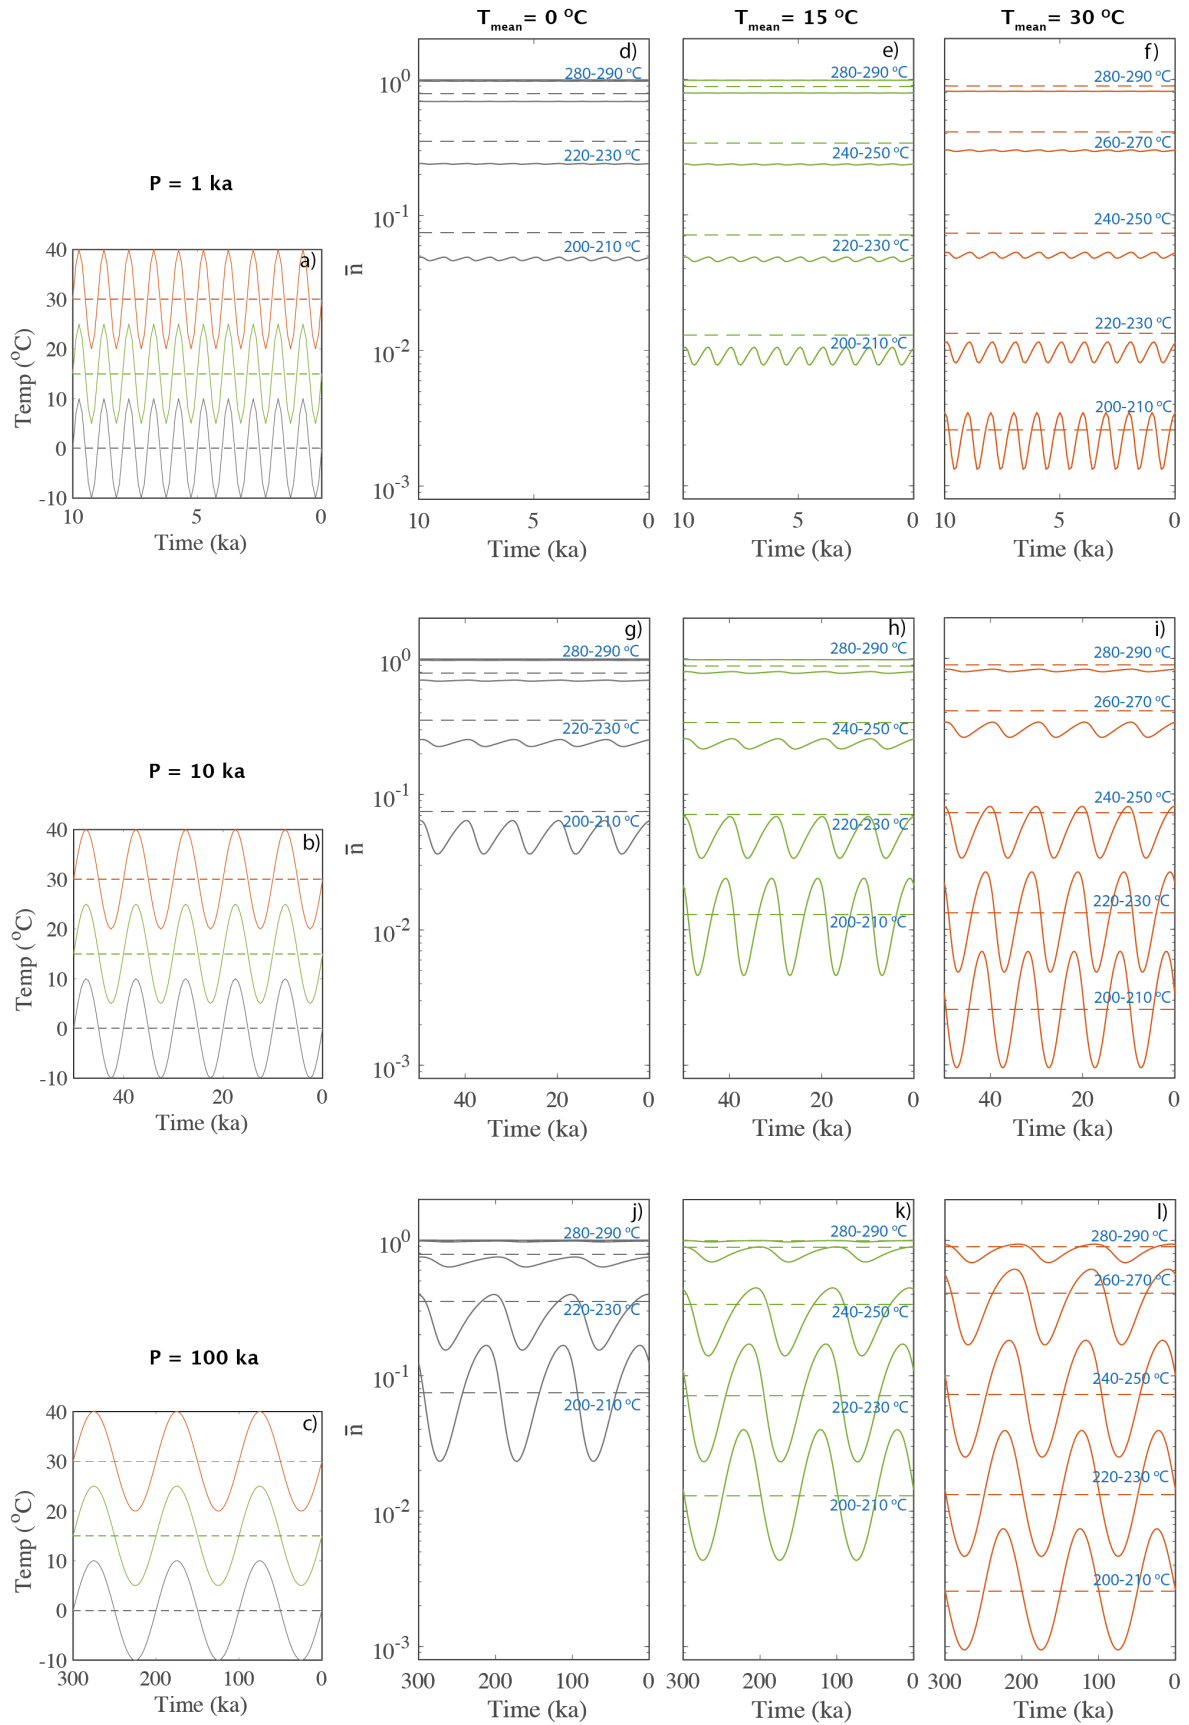 T_mean = 0 °C
T_mean = 15 °C
T_mean = 30 °C
P = 1 ka
a)
40
30
20
10
0
-10
Temp (°C)
10
5
0
Time (ka)
d)
10^0
10^-1
10^-2
10^-3
n̅
280-290 °C
220-230 °C
200-210 °C
10
5
0
Time (ka)
e)
280-290 °C
240-250 °C
220-230 °C
200-210 °C
10
5
0
Time (ka)
f)
280-290 °C
260-270 °C
240-250 °C
220-230 °C
200-210 °C
10
5
0
Time (ka)
P = 10 ka
b)
40
30
20
10
0
-10
Temp (°C)
40
20
0
Time (ka)
g)
10^0
10^-1
10^-2
10^-3
n̅
280-290 °C
220-230 °C
200-210 °C
40
20
0
Time (ka)
h)
280-290 °C
240-250 °C
220-230 °C
200-210 °C
40
20
0
Time (ka)
i)
280-290 °C
260-270 °C
240-250 °C
220-230 °C
200-210 °C
40
20
0
Time (ka)
P = 100 ka
c)
40
30
20
10
0
-10
Temp (°C)
300
200
100
0
Time (ka)
j)
10^0
10^-1
10^-2
10^-3
n̅
280-290 °C
220-230 °C
200-210 °C
300
200
100
0
Time (ka)
k)
280-290 °C
240-250 °C
220-230 °C
200-210 °C
300
200
100
0
Time (ka)
l)
280-290 °C
260-270 °C
240-250 °C
220-230 °C
200-210 °C
300
200
100
0
Time (ka)